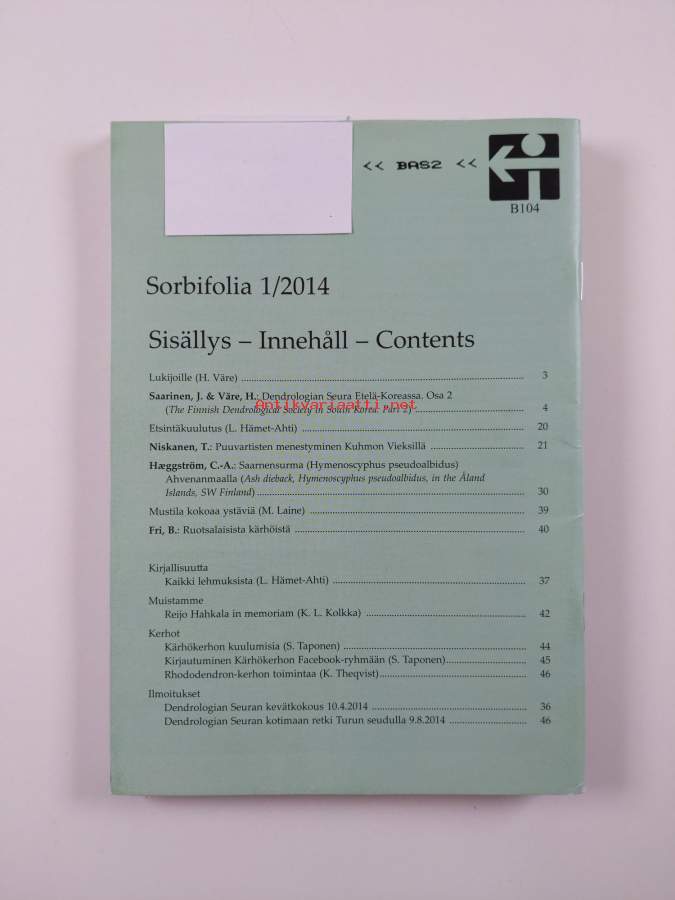 << BAS2 <<
B104
Sorbifolia 1/2014
Sisällys – Innehåll – Contents
Lukijoille (H. Väre) 3
Saarinen, J. & Väre, H.: Dendrologian Seura Etelä-Koreassa. Osa 2
(The Finnish Dendrological Society in South Korea. Part 2) 4
Antikvariaatti.net
Etsintäkuulutus (L. Hämet-Ahti) 20
Niskanen, T.: Puuvartisten menestyminen Kuhmon Vieksillä 21
Hæggström, C.-A.: Saarnensurma (Hymenoscyphus pseudoalbidus)
Ahvenanmaalla (Ash dieback, Hymenoscyphus pseudoalbidus, in the Åland
Islands, SW Finland) 30
Mustila kokoaa ystäviä (M. Laine) 39
Fri, B.: Ruotsalaisista kärhöistä 40
Kirjallisuutta
Kaikki lehmuksista (L. Hämet-Ahti) 37
Muistamme
Reijo Hahkala in memoriam (K. L. Kolkka) 42
Kerhot
Kärhökerhon kuulumisia (S. Taponen) 44
Kirjautuminen Kärhökerhon Facebook-ryhmään (S. Taponen) 45
Rhododendron-kerhon toimintaa (K. Theqvist) 46
Ilmoitukset
Dendrologian Seuran kevätkokous 10.4.2014 36
Dendrologian Seuran kotimaan retki Turun seudulla 9.8.2014 46